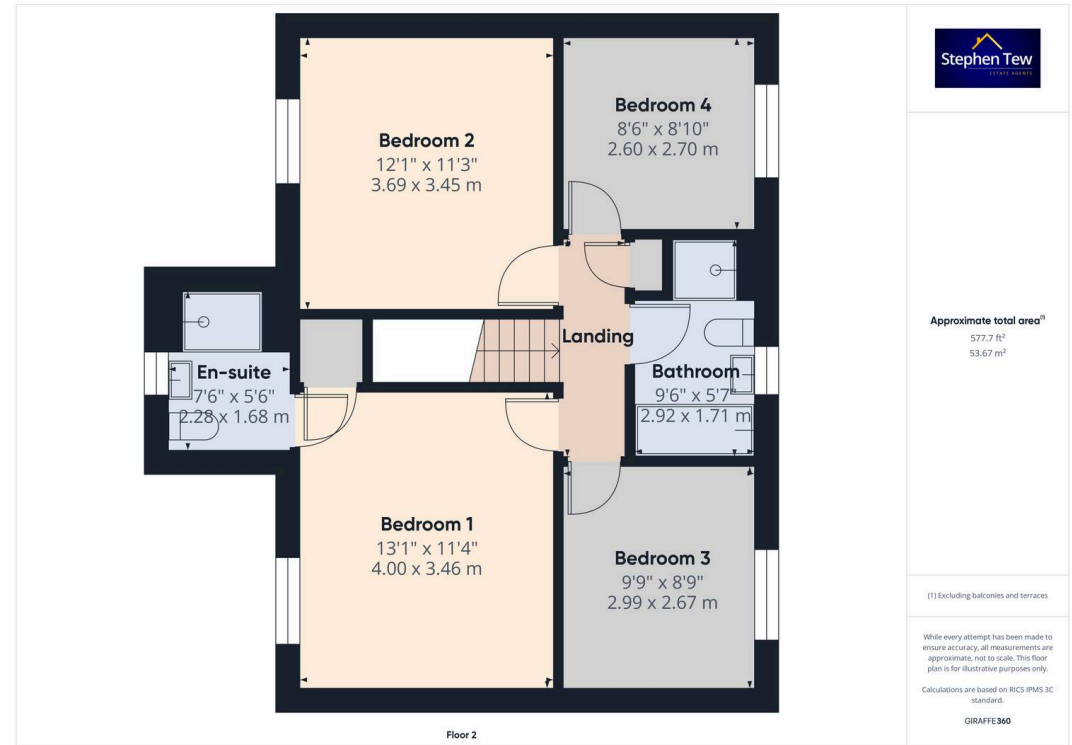 Bedroom 2
12'1" x 11'3"
3.69 x 3.45 m
Bedroom 4
8'6" x 8'10"
2.60 x 2.70 m
Landing
En-suite
7'6" x 5'6"
2.28 x 1.68 m
Bathroom
9'6" x 5'7"
2.92 x 1.71 m
Bedroom 1
13'1" x 11'4"
4.00 x 3.46 m
Bedroom 3
9'9" x 8'9"
2.99 x 2.67 m
Floor 2
Stephen Tew
ESTATE AGENTS
Approximate total area(1)
577.7 ft²
53.67 m²
(1) Excluding balconies and terraces
While every attempt has been made to
ensure accuracy, all measurements are
approximate, not to scale. This floor
plan is for illustrative purposes only.
Calculations are based on RICS IPMS 3C
standard.
GIRAFFE360